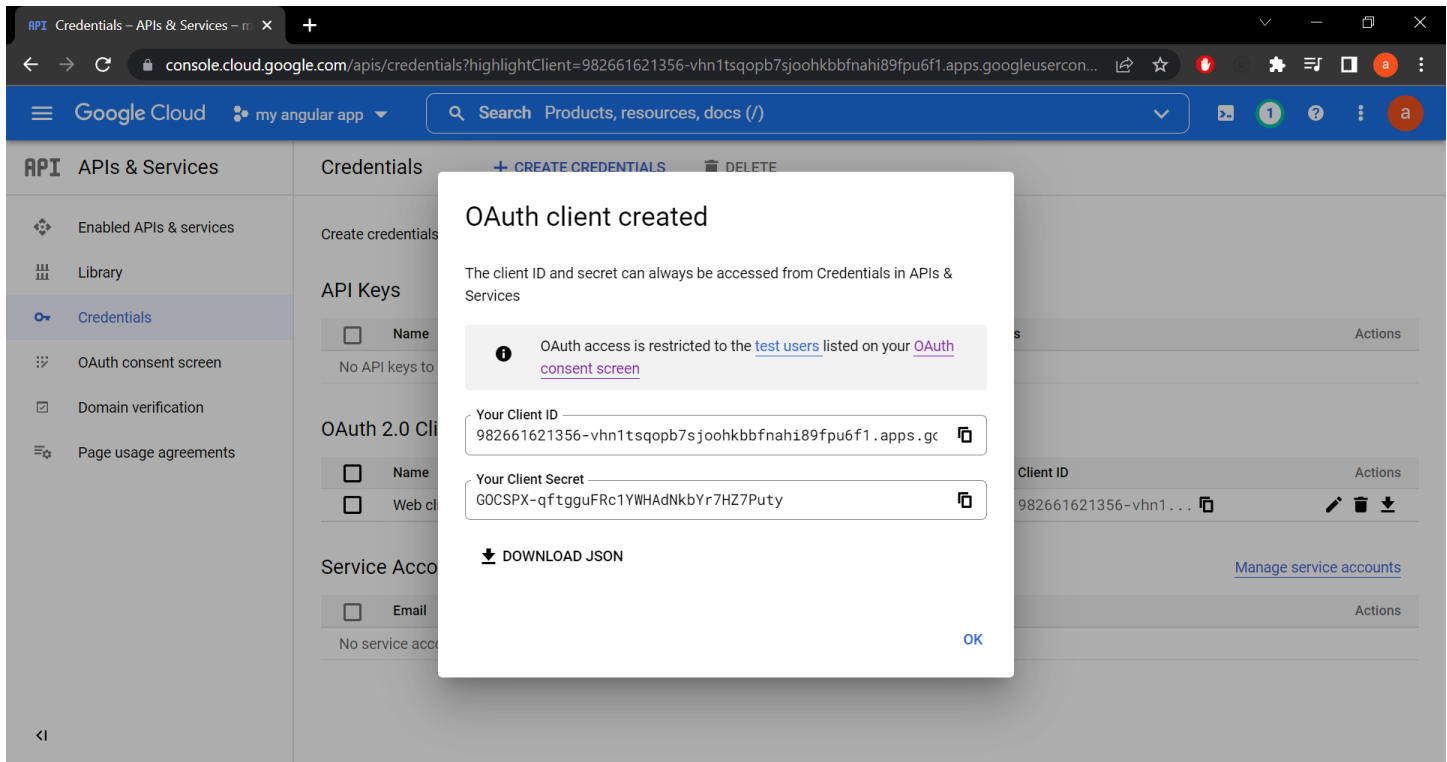 API Credentials – APIs & Services – m
console.cloud.google.com/apis/credentials?highlightClient=982661621356-vhn1tsqopb7sjoohkbbfnahi89fpu6f1.apps.googleusercon...
a
Google Cloud
my angular app
Search Products, resources, docs (/)
1
a
API APIs & Services
Credentials
+ CREATE CREDENTIALS
DELETE
Enabled APIs & services
Library
Credentials
OAuth consent screen
Domain verification
Page usage agreements
Create credentials
API Keys
Name
s
Actions
No API keys to
OAuth 2.0 Cli
Name
Client ID
Actions
Web cli
982661621356-vhn1...
Service Acco
Manage service accounts
Email
Actions
No service acco
OAuth client created
The client ID and secret can always be accessed from Credentials in APIs &
Services
OAuth access is restricted to the test users listed on your OAuth
consent screen
Your Client ID
982661621356-vhn1tsqopb7sjoohkbbfnahi89fpu6f1.apps.gc
Your Client Secret
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
DOWNLOAD JSON
OK